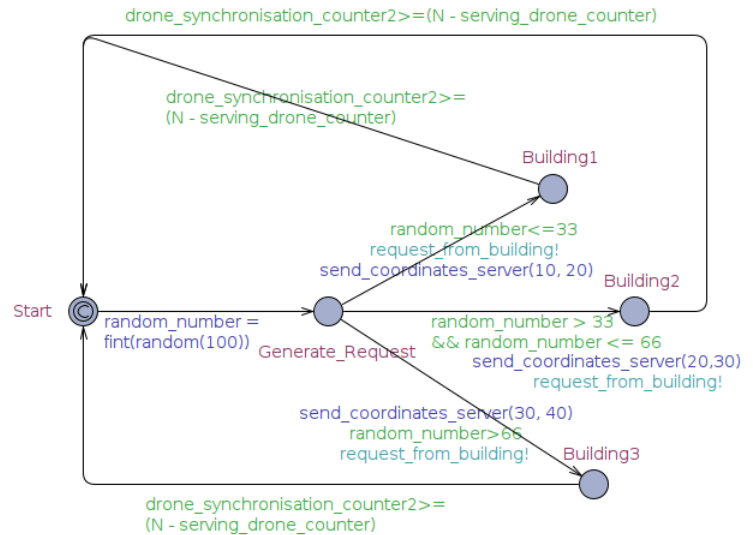 drone_synchronisation_counter2>=(N - serving_drone_counter)
drone_synchronisation_counter2>=
(N - serving_drone_counter)
Building1
random_number<=33
request_from_building!
send_coordinates_server(10, 20)
Building2
Start
C
random_number =
fint(random(100))
Generate_Request
random_number > 33
&& random_number <= 66
send_coordinates_server(20,30)
request_from_building!
send_coordinates_server(30, 40)
random_number>66
request_from_building!
Building3
drone_synchronisation_counter2>=
(N - serving_drone_counter)